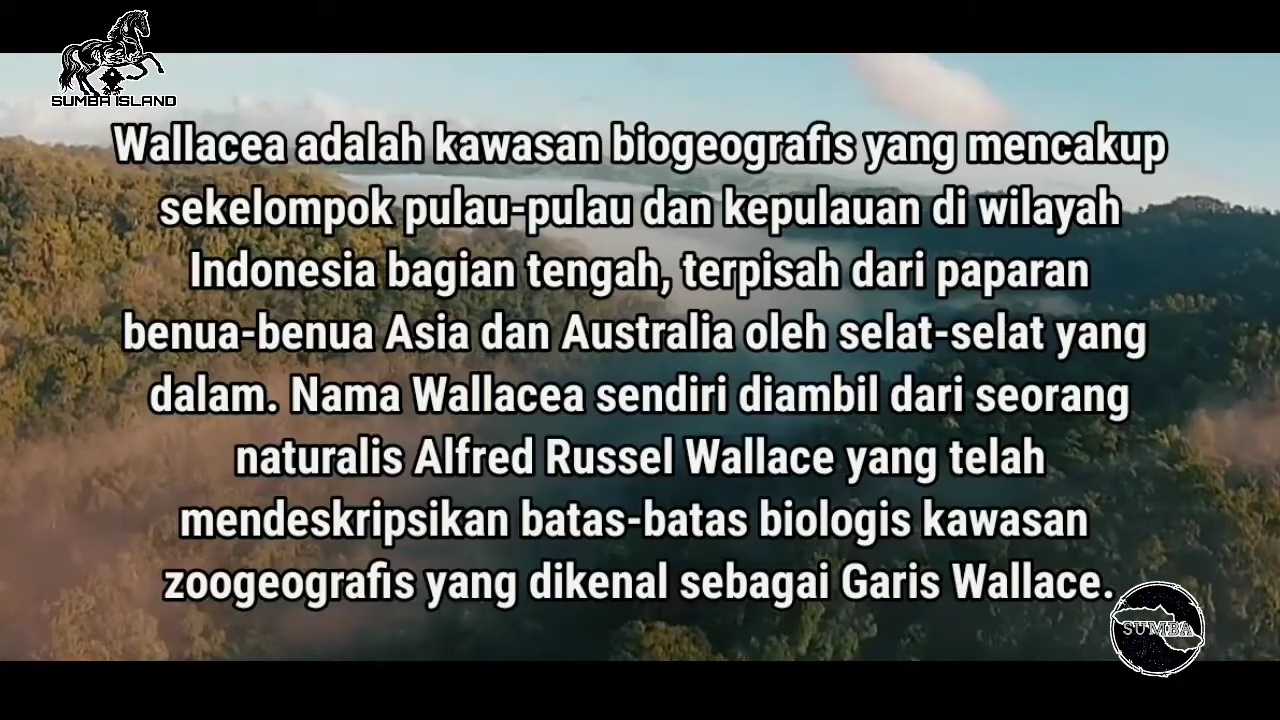 SUMBA ISLAND
Wallacea adalah kawasan biogeografis yang mencakup
sekelompok pulau-pulau dan kepulauan di wilayah
Indonesia bagian tengah, terpisah dari paparan
benua-benua Asia dan Australia oleh selat-selat yang
dalam. Nama Wallacea sendiri diambil dari seorang
naturalis Alfred Russel Wallace yang telah
mendeskripsikan batas-batas biologis kawasan
zoogeografis yang dikenal sebagai Garis Wallace.
SUMBA